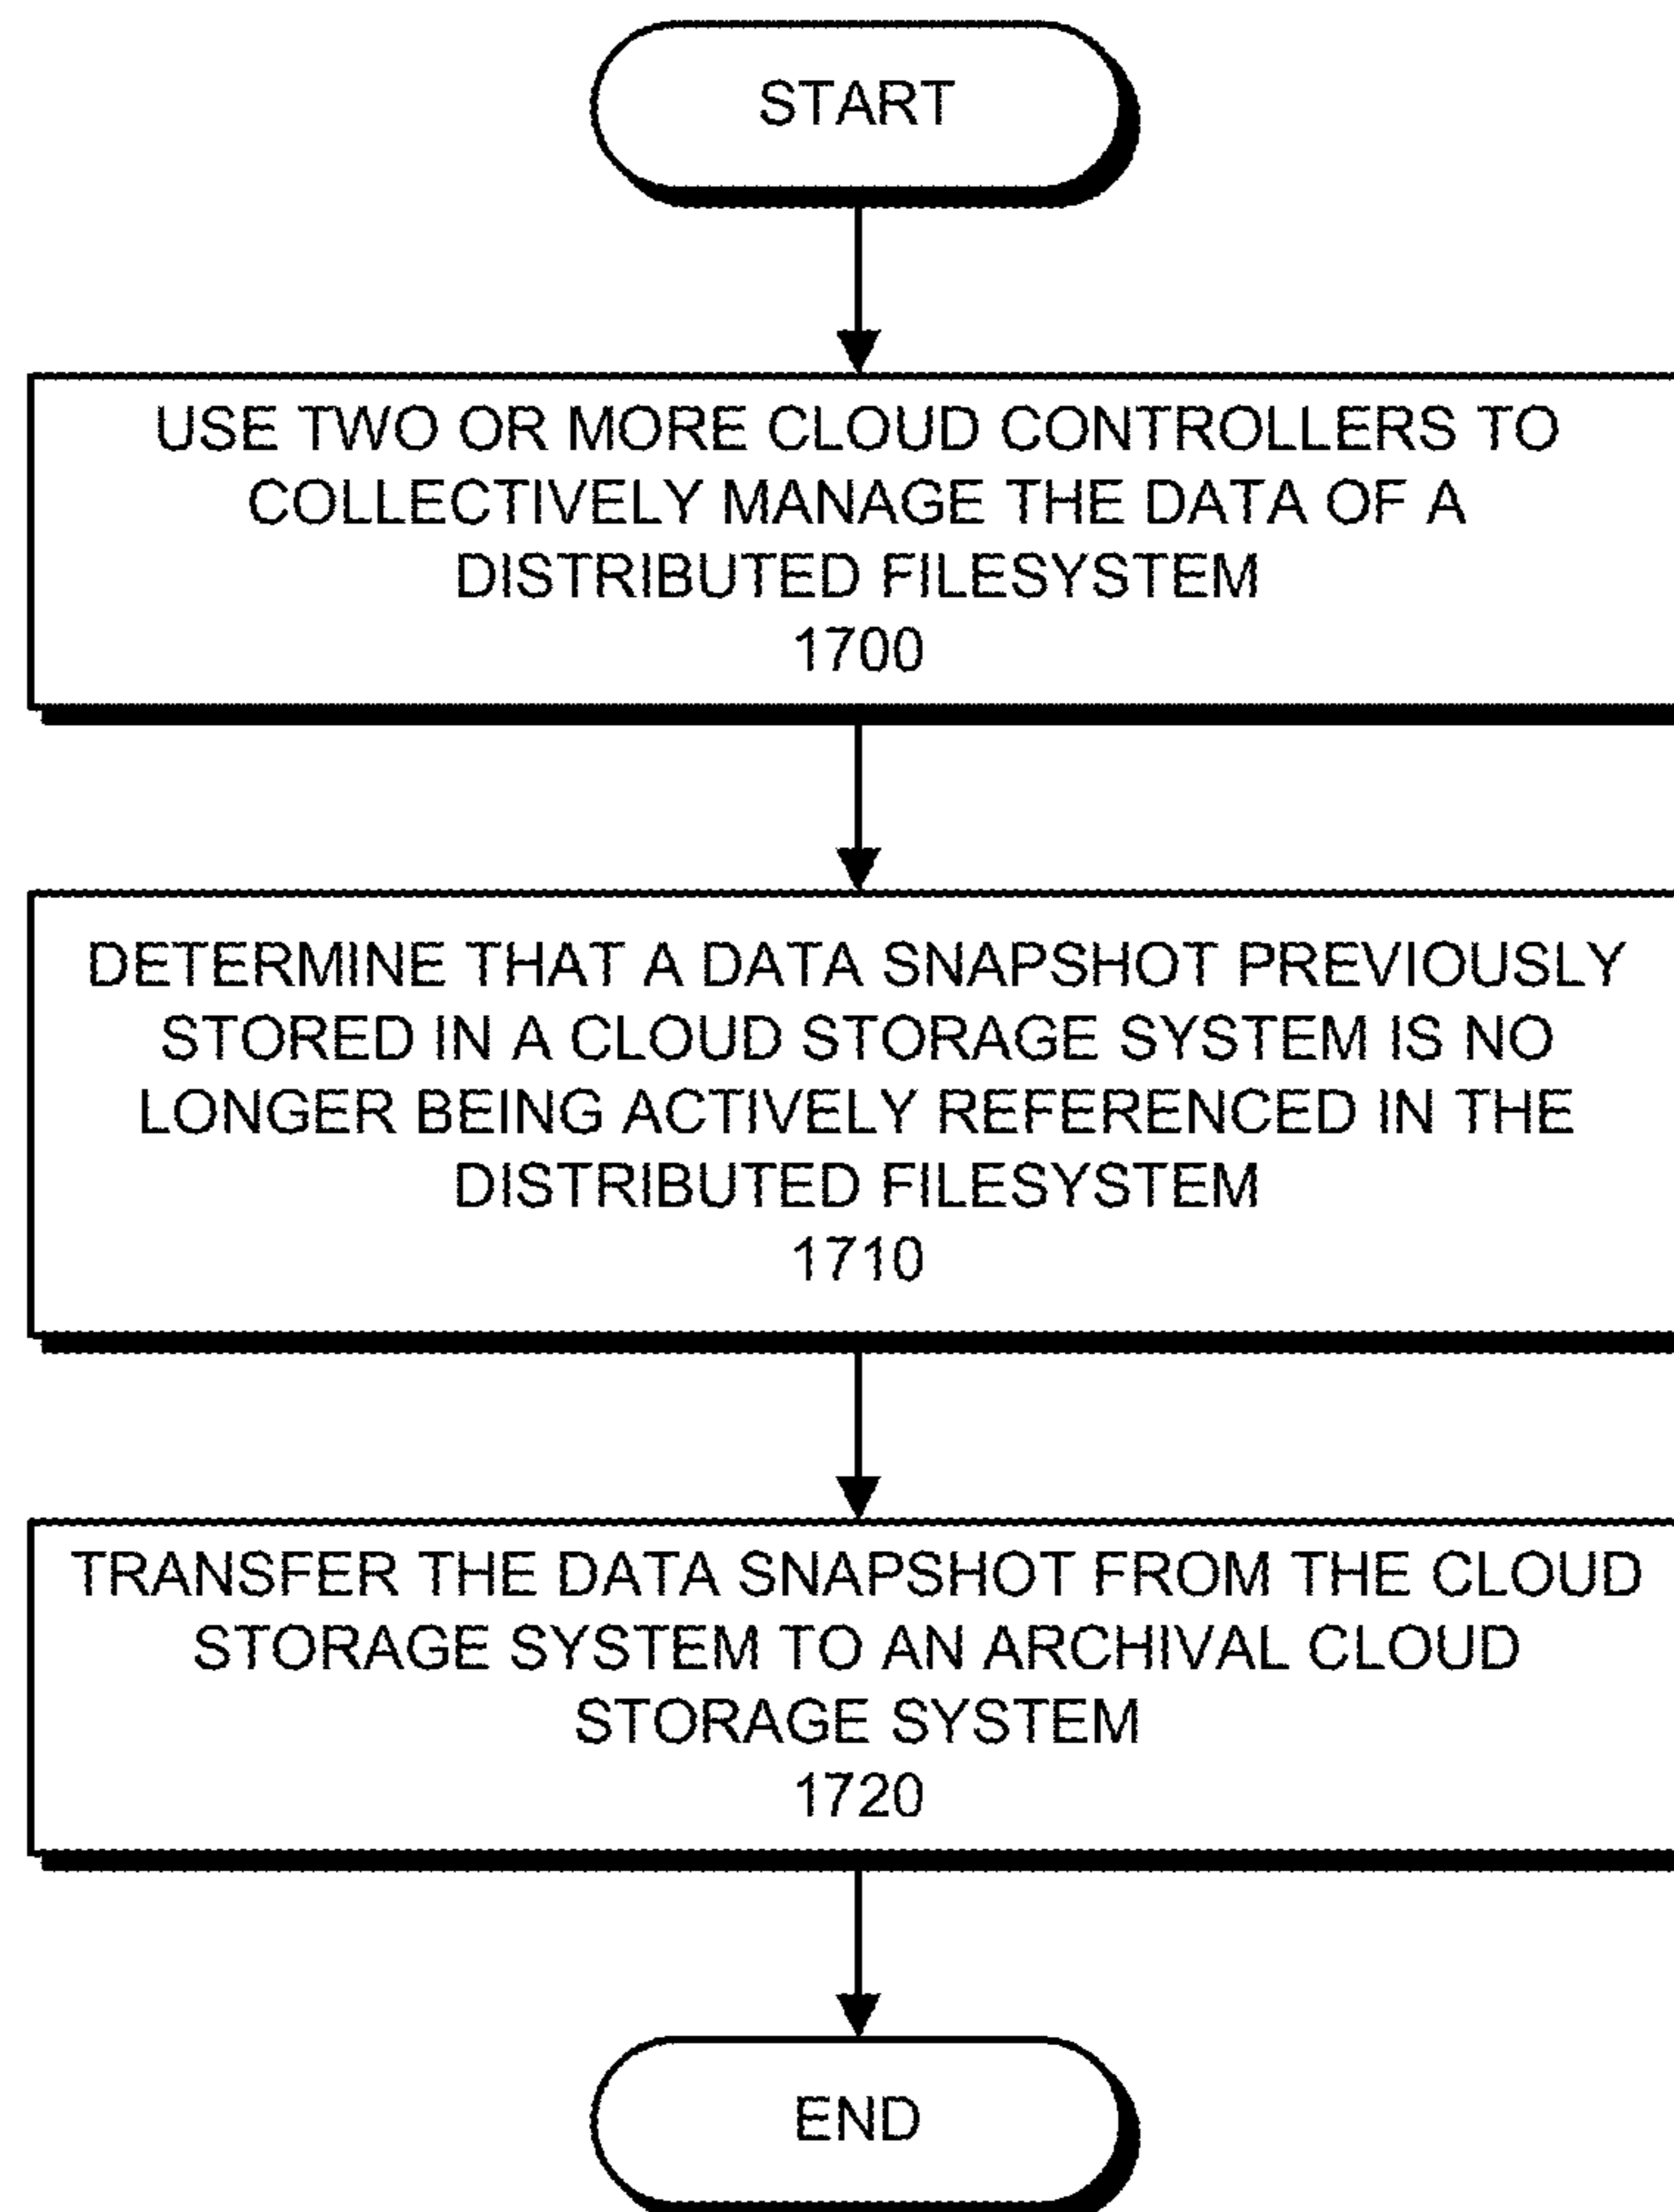 START
USE TWO OR MORE CLOUD CONTROLLERS TO
COLLECTIVELY MANAGE THE DATA OF A
DISTRIBUTED FILESYSTEM
1700
DETERMINE THAT A DATA SNAPSHOT PREVIOUSLY
STORED IN A CLOUD STORAGE SYSTEM IS NO
LONGER BEING ACTIVELY REFERENCED IN THE
DISTRIBUTED FILESYSTEM
1710
TRANSFER THE DATA SNAPSHOT FROM THE CLOUD
STORAGE SYSTEM TO AN ARCHIVAL CLOUD
STORAGE SYSTEM
1720
END